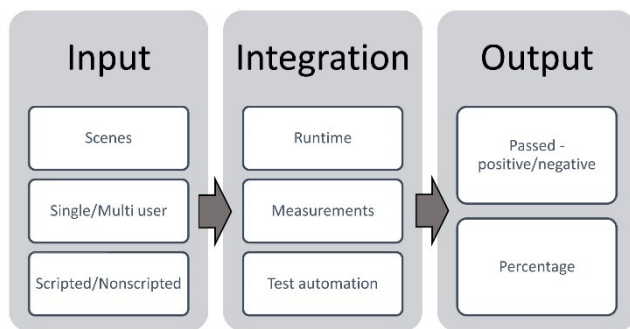 Input
Scenes
Single/Multi user
Scripted/Nonscripted
Integration
Runtime
Measurements
Test automation
Output
Passed -
positive/negative
Percentage